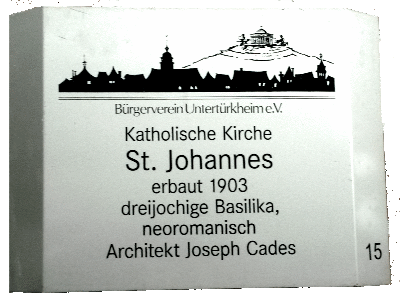 Bürgerverein Untertürkheim e.V.
Katholische Kirche
St. Johannes
erbaut 1903
dreijochige Basilika,
neoromanisch
Architekt Joseph Cades
15